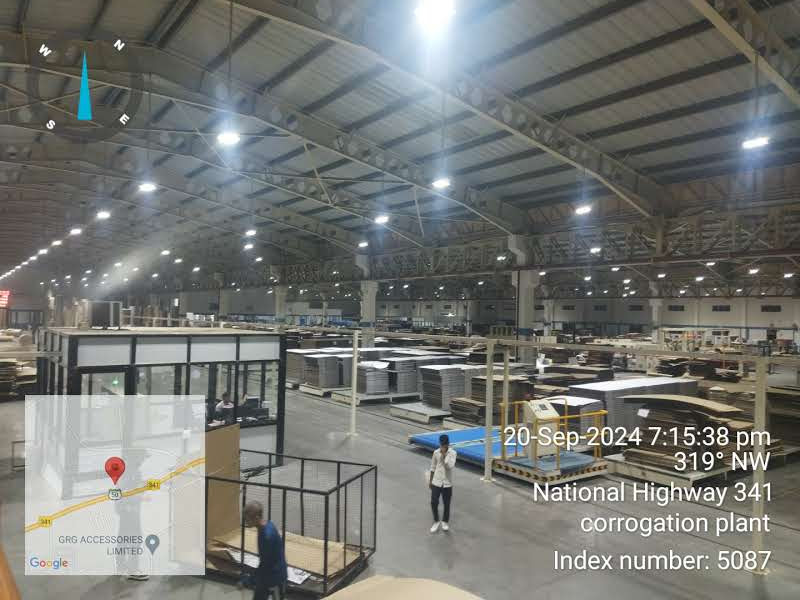 N
W
E
S
20-Sep-2024 7:15:38 pm
319° NW
National Highway 341
corrogation plant
Index number: 5087
341
50
341
GRG ACCESSORIES
LIMITED
Google